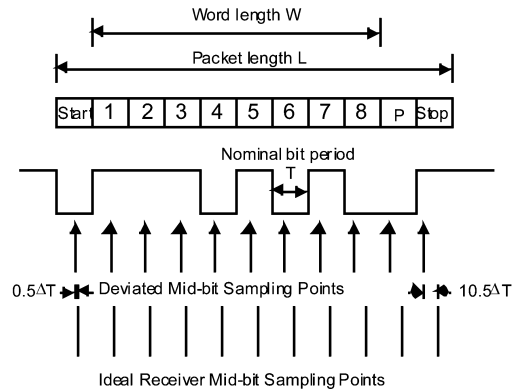 Word length W
Packet length L
Start 1 2 3 4 5 6 7 8 P Stop
Nominal bit period
T
0.5ΔT Deviated Mid-bit Sampling Points 10.5ΔT
Ideal Receiver Mid-bit Sampling Points